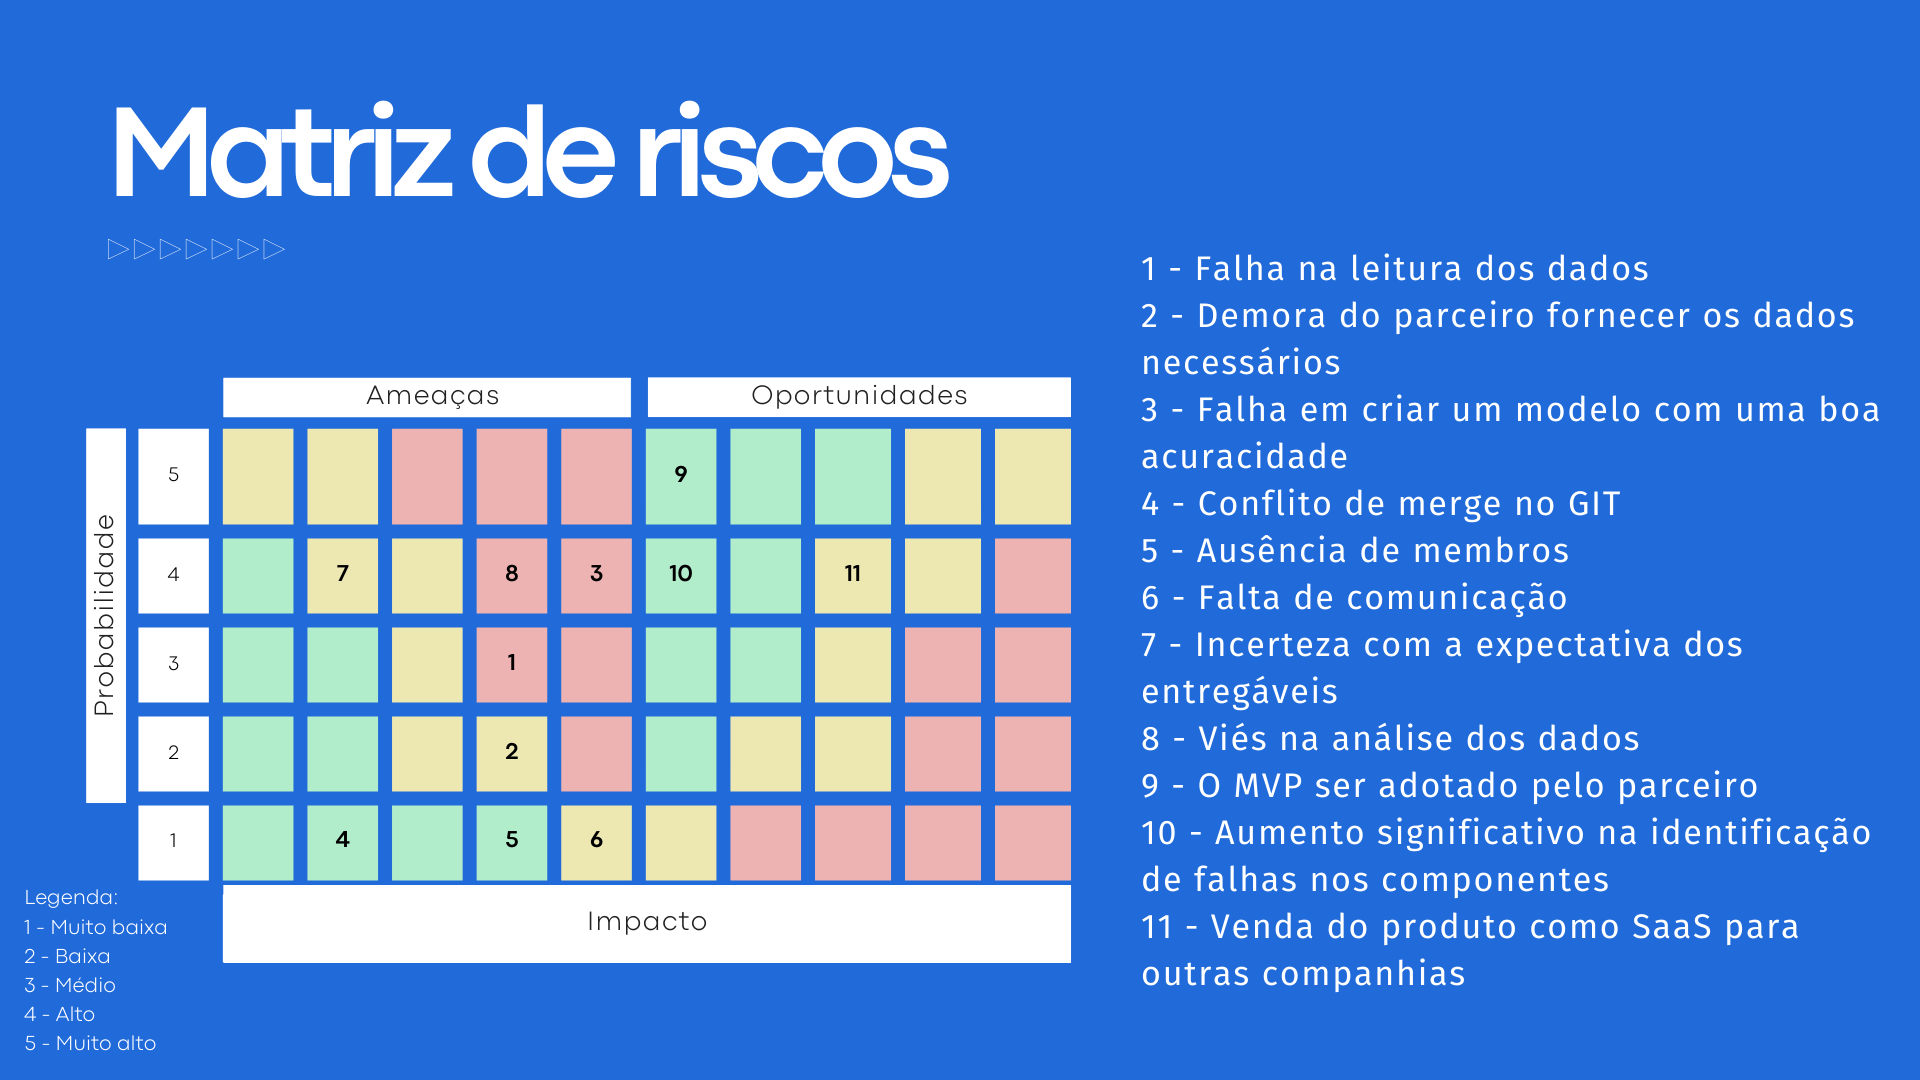 Matriz de riscos
Ameaças
Oportunidades
Probabilidade
5
9
4
7
8
3
10
11
3
1
2
2
1
4
5
6
Impacto
Legenda:
1 - Muito baixa
2 - Baixa
3 - Médio
4 - Alto
5 - Muito alto
1 - Falha na leitura dos dados
2 - Demora do parceiro fornecer os dados
necessários
3 - Falha em criar um modelo com uma boa
acuracidade
4 - Conflito de merge no GIT
5 - Ausência de membros
6 - Falta de comunicação
7 - Incerteza com a expectativa dos
entregáveis
8 - Viés na análise dos dados
9 - O MVP ser adotado pelo parceiro
10 - Aumento significativo na identificação
de falhas nos componentes
11 - Venda do produto como SaaS para
outras companhias